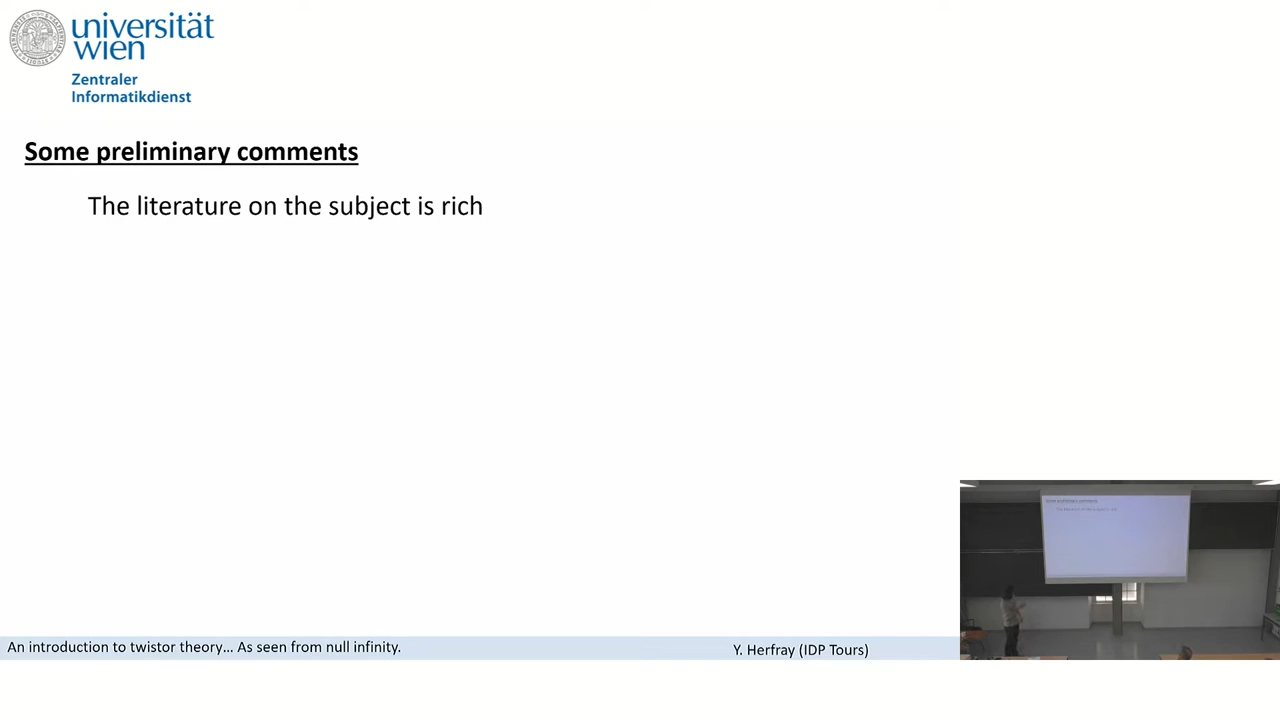 universität
wien
Zentraler
Informatikdienst
Some preliminary comments
The literature on the subject is rich
An introduction to twistor theory... As seen from null infinity.
Y. Herfray (IDP Tours)